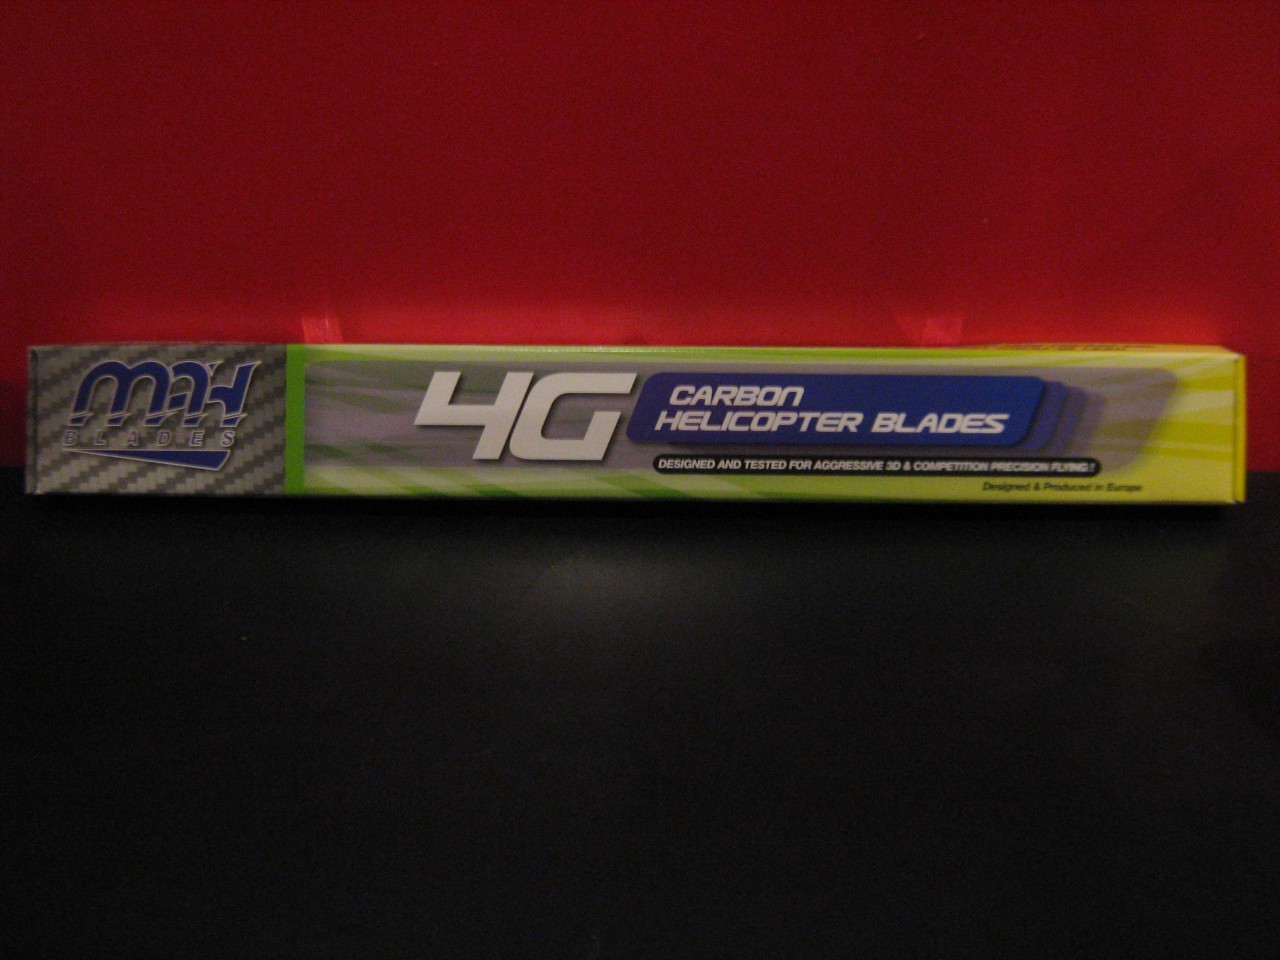 MAH
BLADES
4G
CARBON
HELICOPTER BLADES
DESIGNED AND TESTED FOR AGGRESSIVE 3D & COMPETITION PRECISION FLYING !
Designed & Produced in Europe